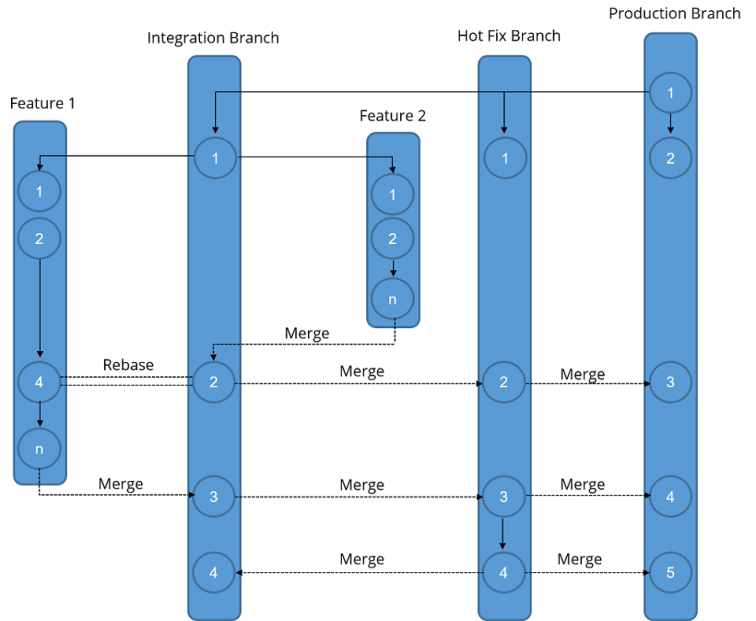 Production Branch
Hot Fix Branch
Integration Branch
1
Feature 1
Feature 2
1
1
2
1
1
2
2
n
Merge
Rebase
Merge
Merge
4
2
2
3
n
Merge
Merge
Merge
3
3
4
Merge
Merge
4
4
5